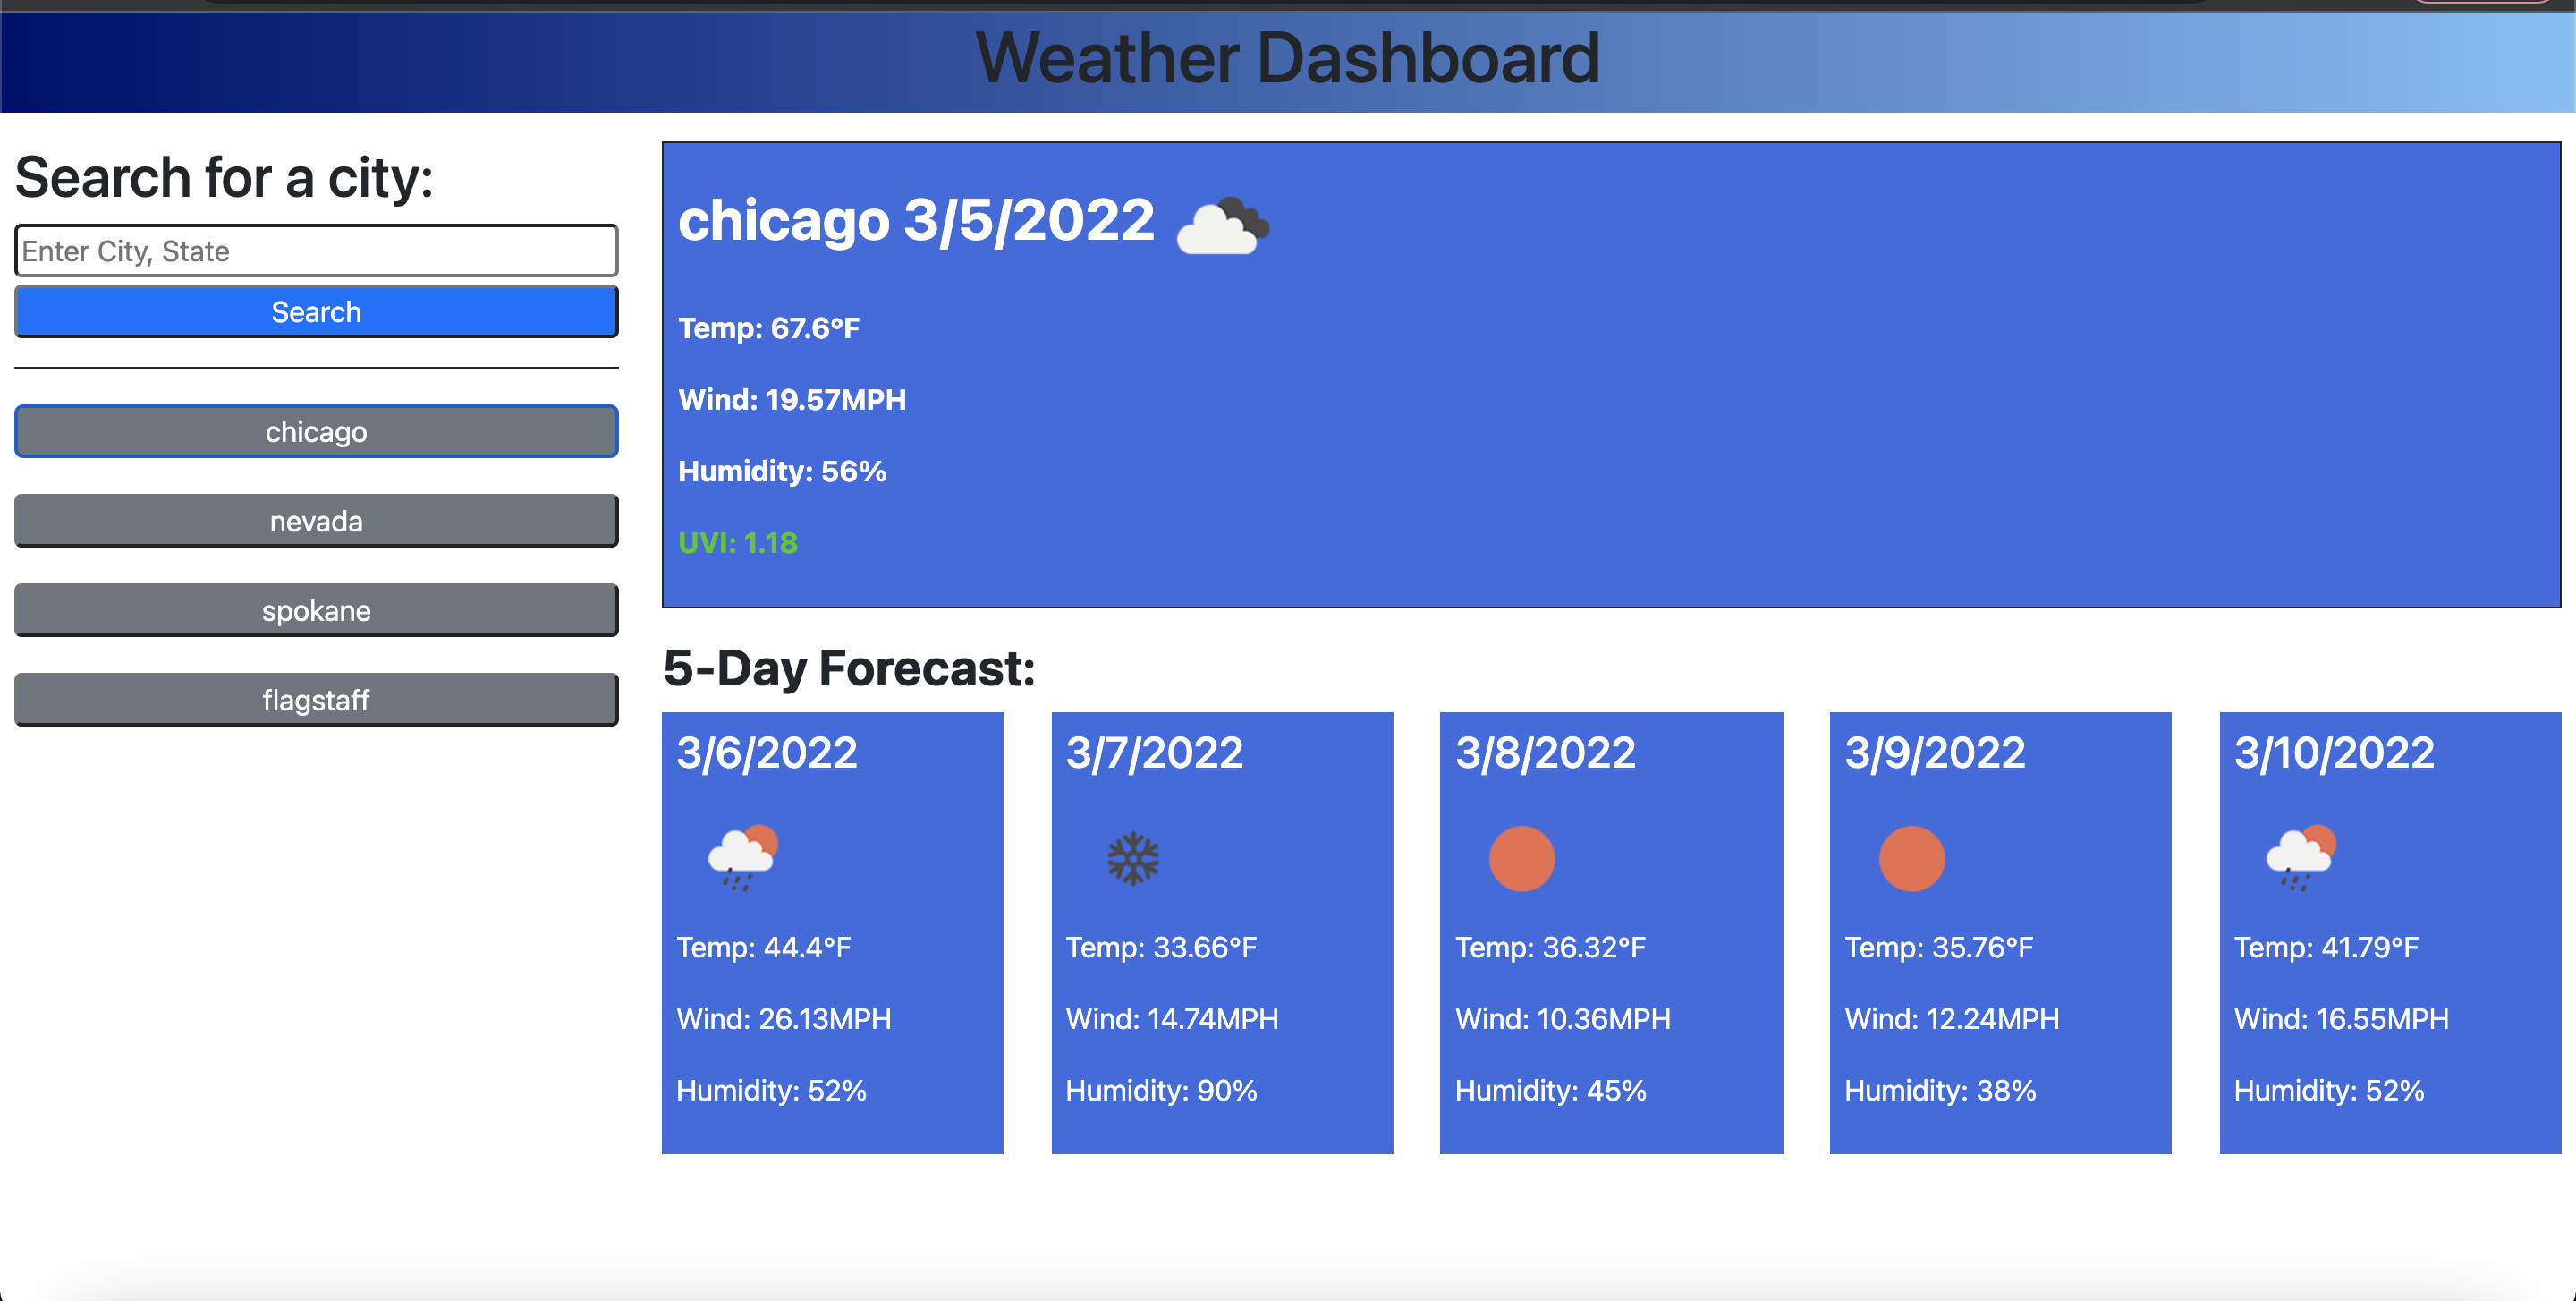 Weather Dashboard
Search for a city:
Enter City, State
Search
chicago
nevada
spokane
flagstaff
chicago 3/5/2022
Temp: 67.6°F
Wind: 19.57MPH
Humidity: 56%
UVI: 1.18
5-Day Forecast:
3/6/2022
Temp: 44.4°F
Wind: 26.13MPH
Humidity: 52%
3/7/2022
Temp: 33.66°F
Wind: 14.74MPH
Humidity: 90%
3/8/2022
Temp: 36.32°F
Wind: 10.36MPH
Humidity: 45%
3/9/2022
Temp: 35.76°F
Wind: 12.24MPH
Humidity: 38%
3/10/2022
Temp: 41.79°F
Wind: 16.55MPH
Humidity: 52%